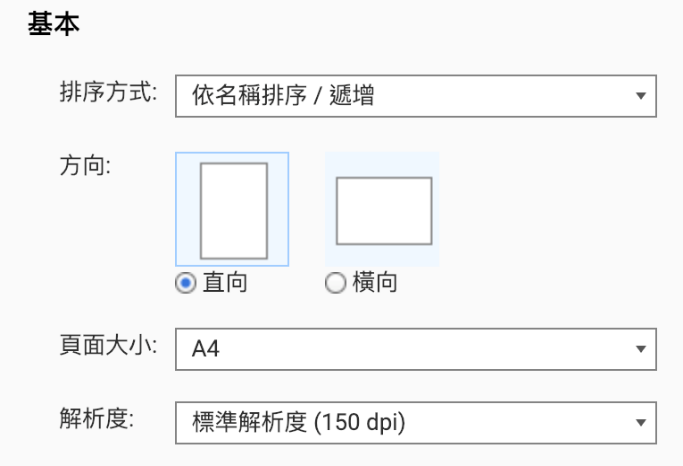 基本
排序方式: 依名稱排序 / 遞增
方向:
直向 橫向
頁面大小: A4
解析度: 標準解析度 (150 dpi)